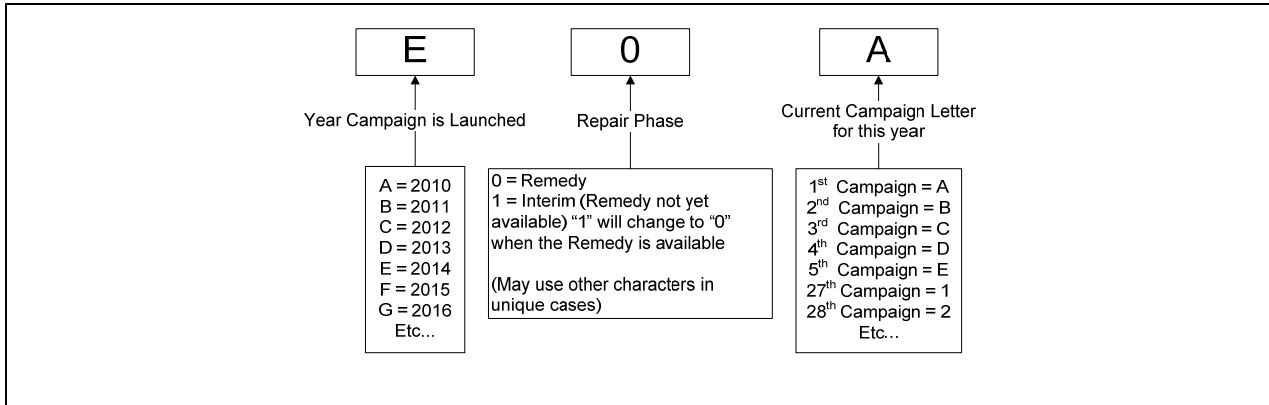 E
0
A
Year Campaign is Launched
Repair Phase
Current Campaign Letter
for this year
A = 2010
B = 2011
C = 2012
D = 2013
E = 2014
F = 2015
G = 2016
Etc...
0 = Remedy
1 = Interim (Remedy not yet
available) “1” will change to “0”
when the Remedy is available
(May use other characters in
unique cases)
1st Campaign = A
2nd Campaign = B
3rd Campaign = C
4th Campaign = D
5th Campaign = E
27th Campaign = 1
28th Campaign = 2
Etc...